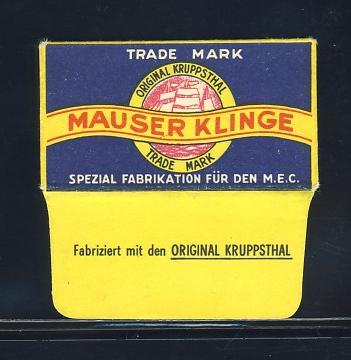 TRADE MARK
ORIGINAL KRUPPSTHAL
MAUSER KLINGE
TRADE MARK
SPEZIAL FABRIKATION FÜR DEN M.E.C.
Fabriziert mit den ORIGINAL KRUPPSTHAL